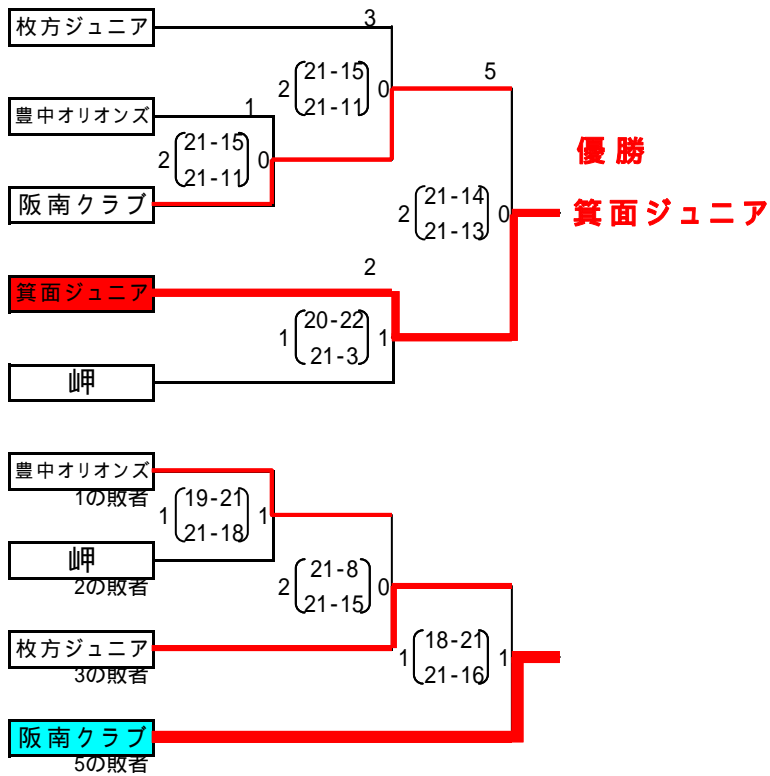 枚方ジュニア
3
21-15
2 0
21-11
5
豊中オリオンズ
1
21-15
2 0
21-11
阪南クラブ
優勝
箕面ジュニア
21-14
2 0
21-13
箕面ジュニア
2
20-22
1 1
21-3
岬
豊中オリオンズ
1の敗者
19-21
1 1
21-18
岬
2の敗者
21-8
2 0
21-15
枚方ジュニア
3の敗者
18-21
1 1
21-16
阪南クラブ
5の敗者